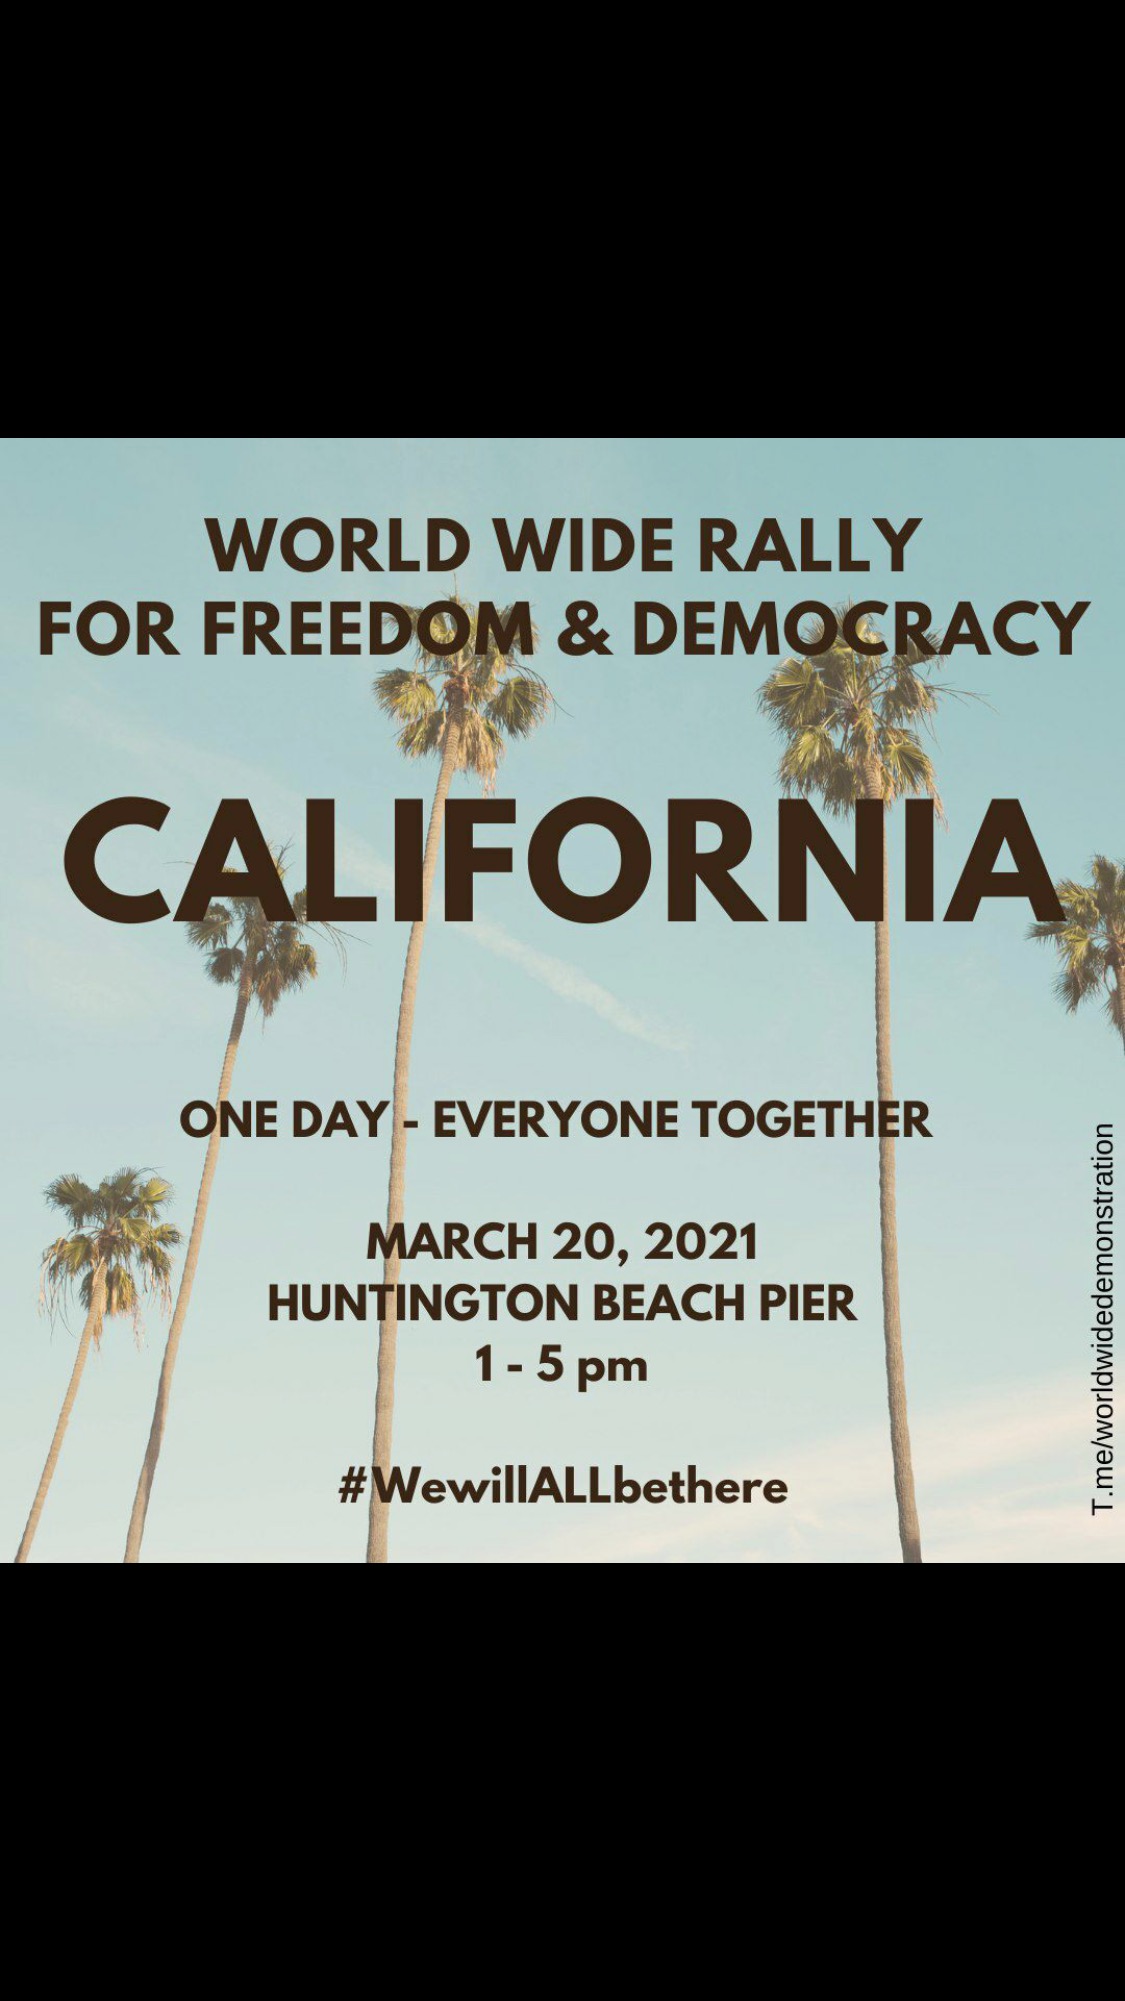 WORLD WIDE RALLY
FOR FREEDOM & DEMOCRACY
CALIFORNIA
ONE DAY - EVERYONE TOGETHER
MARCH 20, 2021
HUNTINGTON BEACH PIER
1 - 5 pm
#WewillALLbethere
T.me/worldwidedemonstration